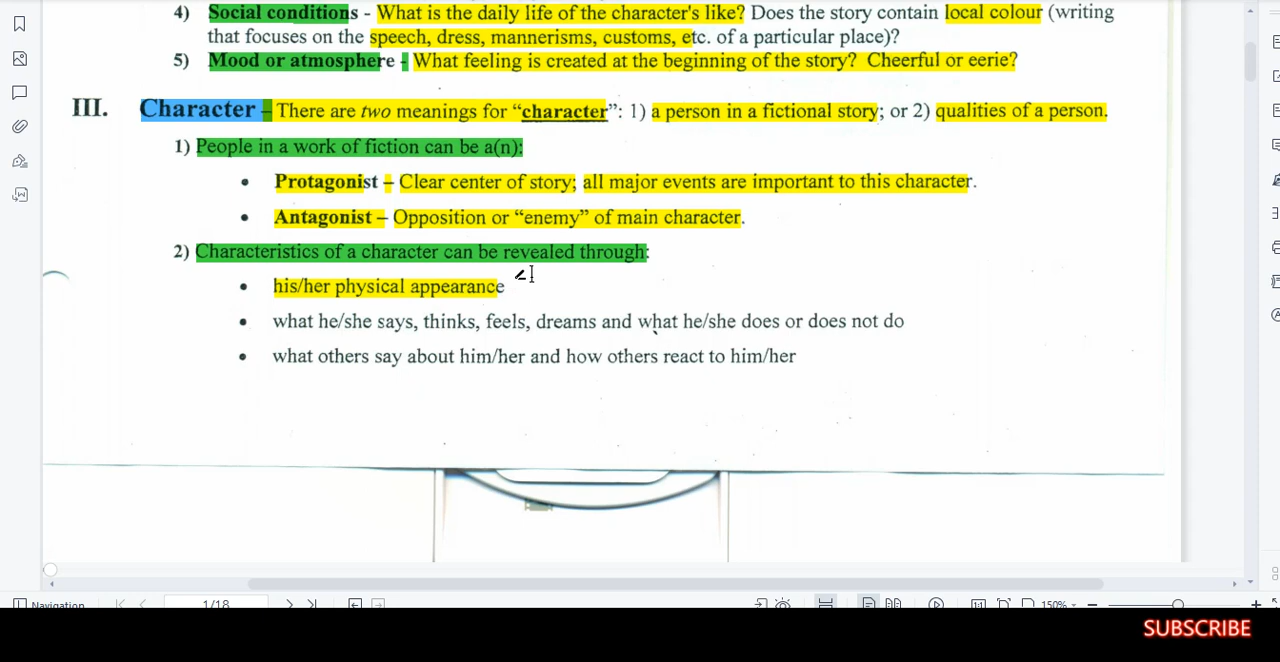 4) Social conditions - What is the daily life of the character's like? Does the story contain local colour (writing
that focuses on the speech, dress, mannerisms, customs, etc. of a particular place)?
5) Mood or atmosphere - What feeling is created at the beginning of the story? Cheerful or eerie?
III. Character – There are two meanings for “character”: 1) a person in a fictional story; or 2) qualities of a person.
1) People in a work of fiction can be a(n):
• Protagonist – Clear center of story; all major events are important to this character.
• Antagonist – Opposition or “enemy” of main character.
2) Characteristics of a character can be revealed through:
• his/her physical appearance
• what he/she says, thinks, feels, dreams and what he/she does or does not do
• what others say about him/her and how others react to him/her
Navigation 1/18 150%
SUBSCRIBE